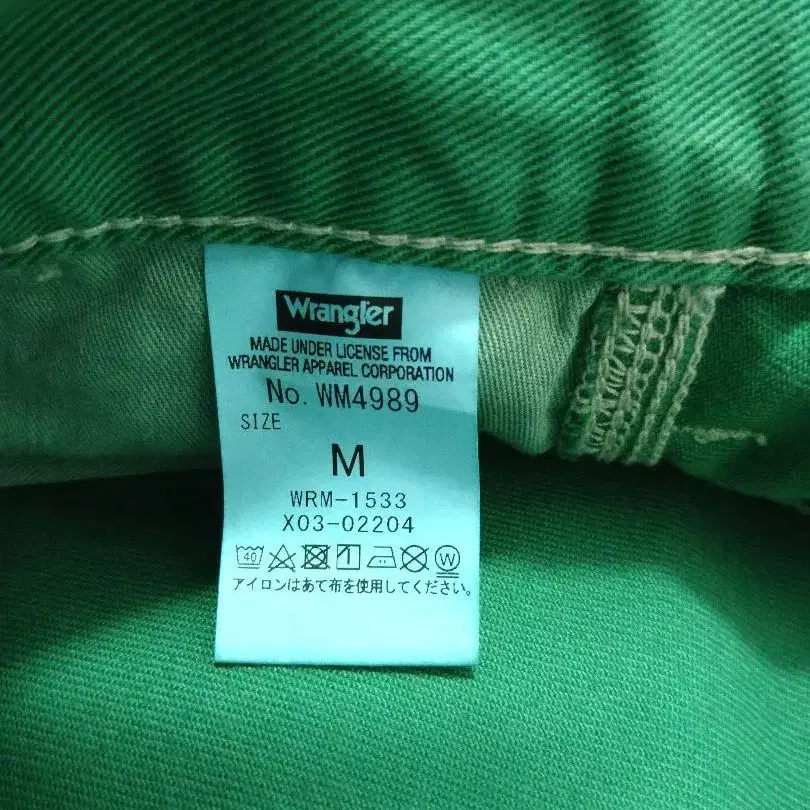 Wrangler
MADE UNDER LICENSE FROM
WRANGLER APPAREL CORPORATION
No. WM4989
SIZE
M
WRM-1533
X03-02204
40 W
アイロンはあて布を使用してください。